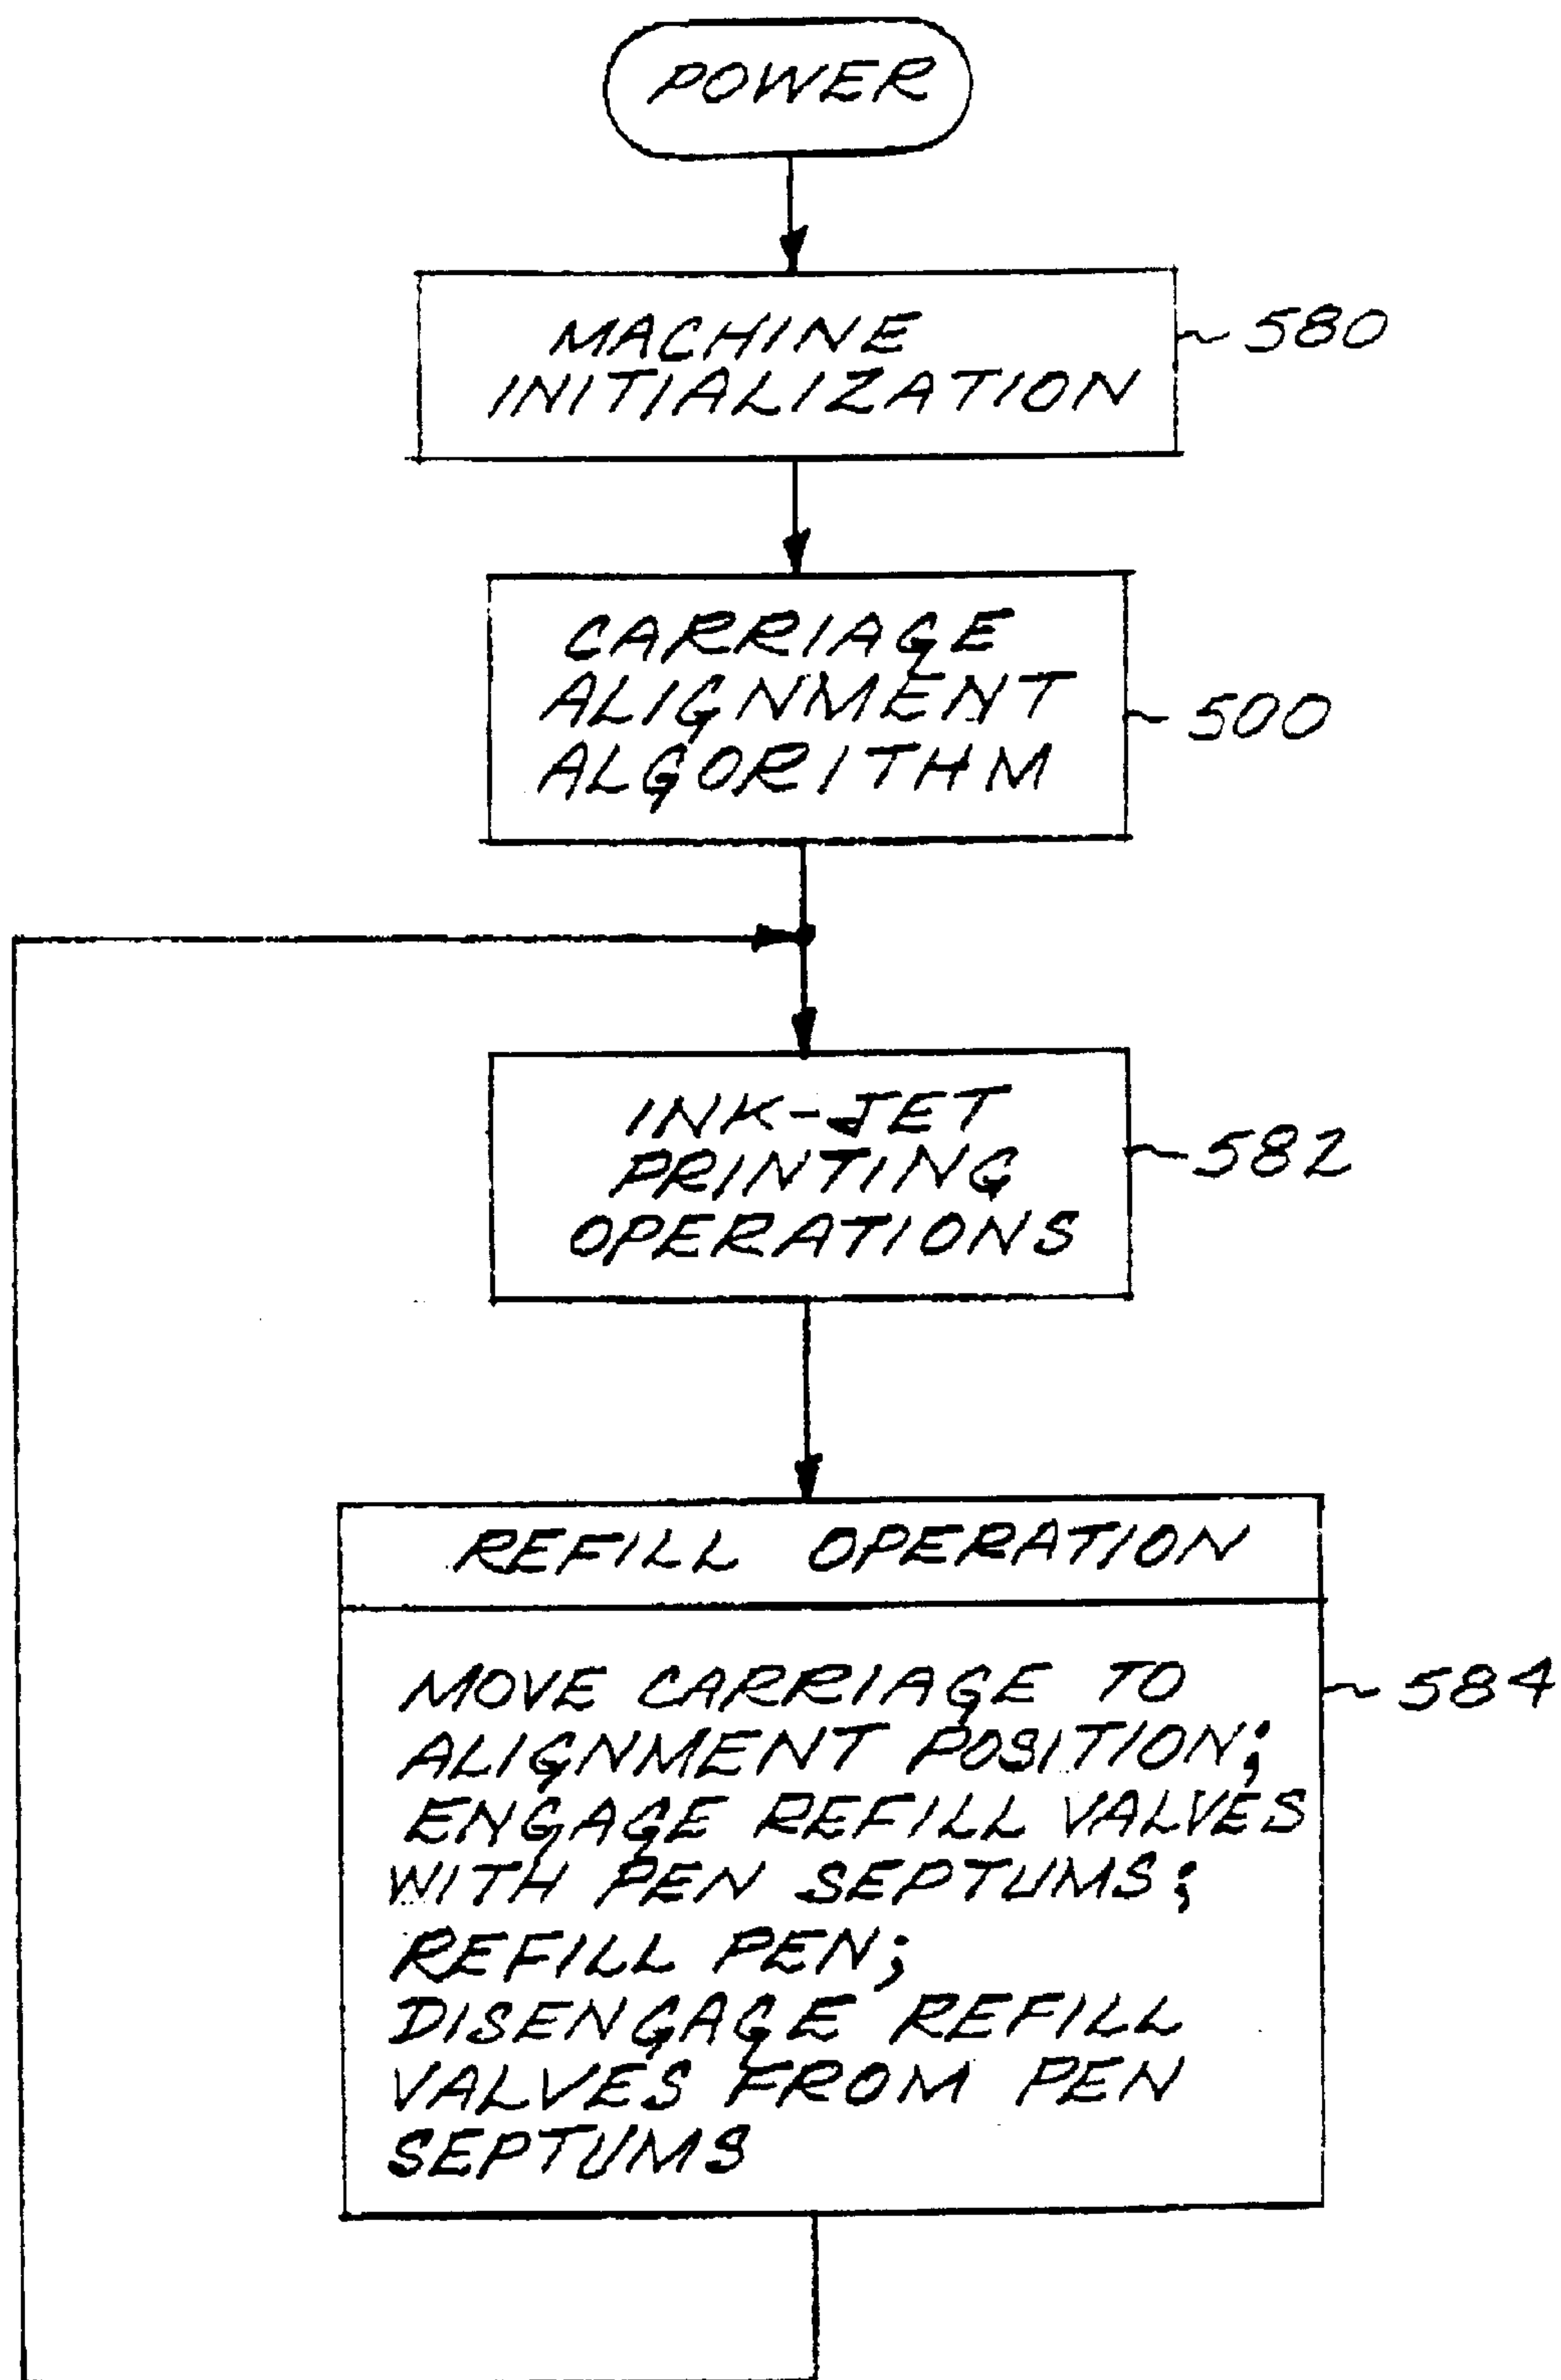 POWER
MACHINE
INITIALIZATION
580
CARRIAGE
ALIGNMENT
ALGORITHM
500
INK-JET
PRINTING
OPERATIONS
582
REFILL OPERATION
MOVE CARRIAGE TO
ALIGNMENT POSITION;
ENGAGE REFILL VALVES
WITH PEN SEPTUMS;
REFILL PEN;
DISENGAGE REFILL
VALVES FROM PEN
SEPTUMS
584